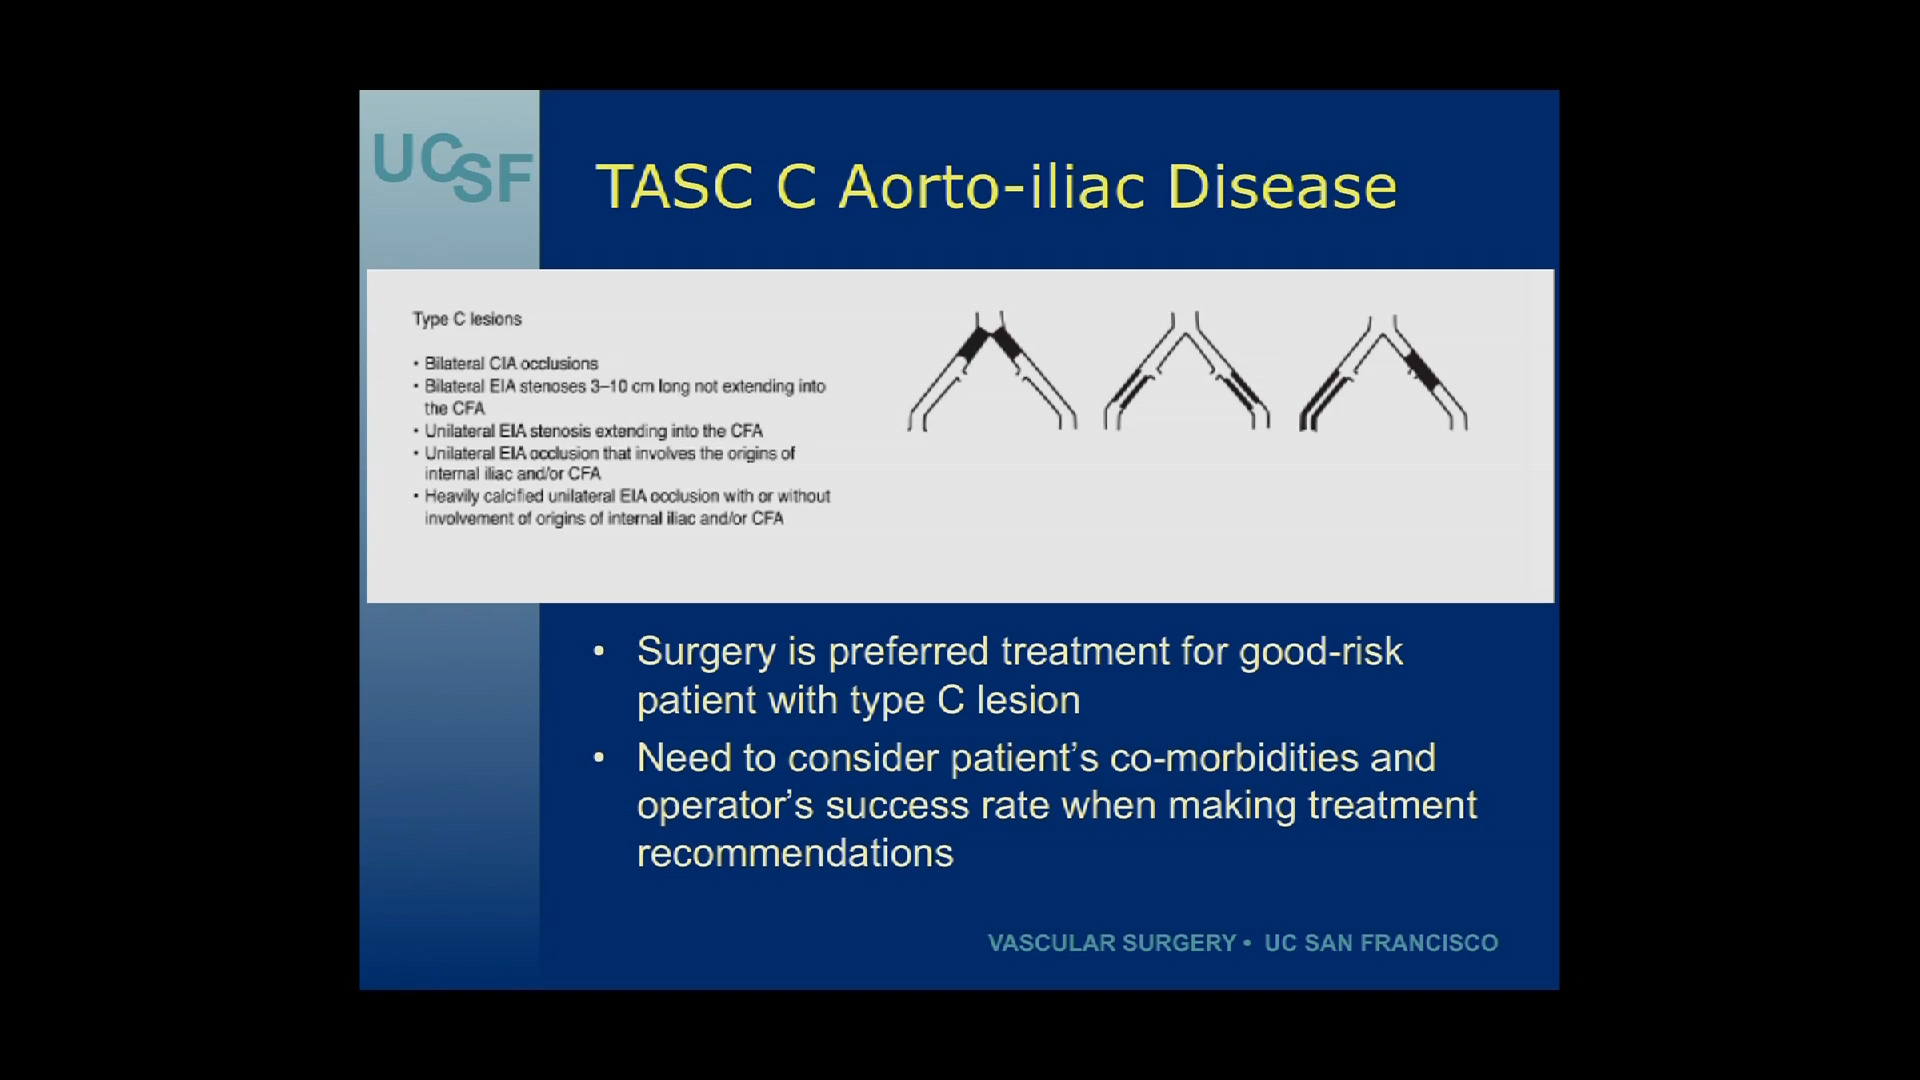 UCSF
TASC C Aorto-iliac Disease
Type C lesions
• Bilateral CIA occlusions
• Bilateral EIA stenoses 3–10 cm long not extending into
the CFA
• Unilateral EIA stenosis extending into the CFA
• Unilateral EIA occlusion that involves the origins of
internal iliac and/or CFA
• Heavily calcified unilateral EIA occlusion with or without
involvement of origins of internal iliac and/or CFA
• Surgery is preferred treatment for good-risk
patient with type C lesion
• Need to consider patient’s co-morbidities and
operator’s success rate when making treatment
recommendations
VASCULAR SURGERY • UC SAN FRANCISCO